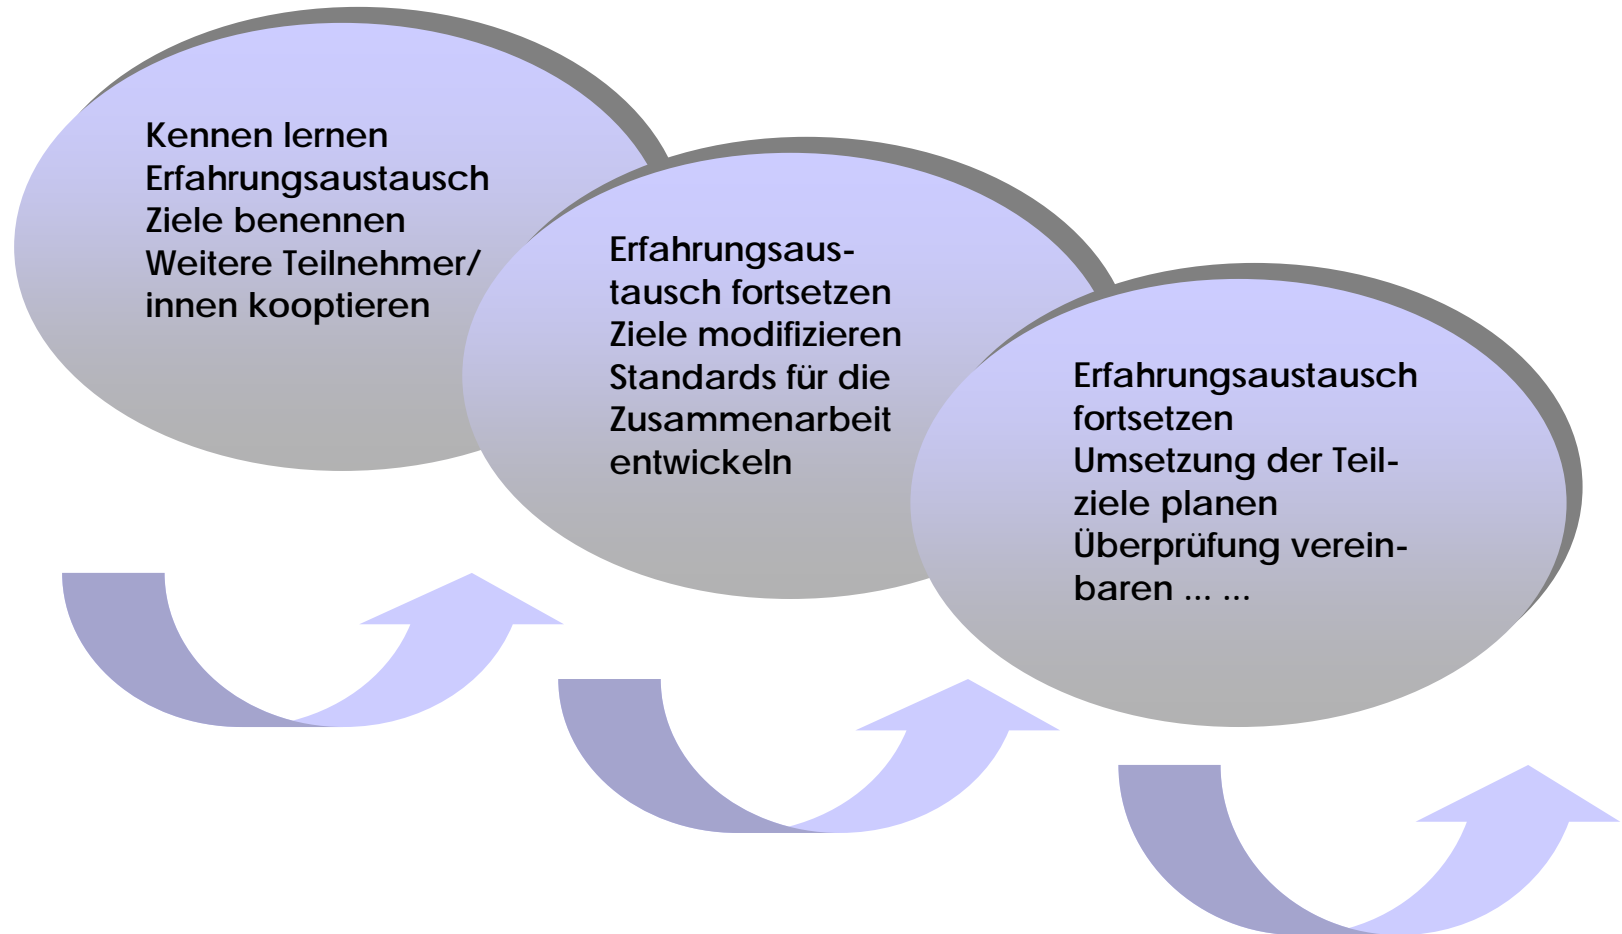 Kennen lernen
Erfahrungsaustausch
Ziele benennen
Weitere Teilnehmer/
innen kooptieren
Erfahrungsaus-
tausch fortsetzen
Ziele modifizieren
Standards für die
Zusammenarbeit
entwickeln
Erfahrungsaustausch
fortsetzen
Umsetzung der Teil-
ziele planen
Überprüfung verein-
baren ... ...